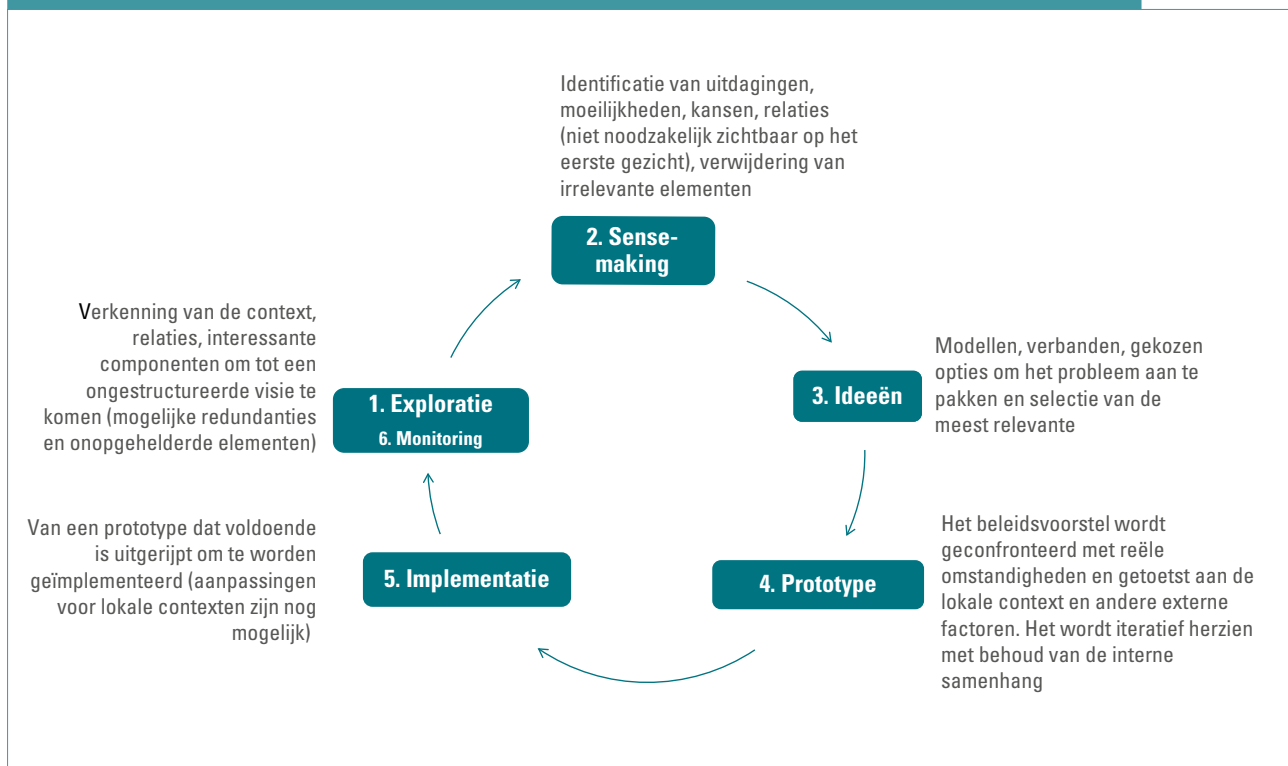 Identificatie van uitdagingen,
moeilijkheden, kansen, relaties
(niet noodzakelijk zichtbaar op het
eerste gezicht), verwijdering van
irrelevante elementen
2. Sense-
making
Verkenning van de context,
relaties, interessante
componenten om tot een
ongestructureerde visie te
komen (mogelijke redundanties
en onopgehelderde elementen)
1. Exploratie
6. Monitoring
3. Ideeën
Modellen, verbanden, gekozen
opties om het probleem aan te
pakken en selectie van de
meest relevante
Van een prototype dat voldoende
is uitgerijpt om te worden
geïmplementeerd (aanpassingen
voor lokale contexten zijn nog
mogelijk)
5. Implementatie
4. Prototype
Het beleidsvoorstel wordt
geconfronteerd met reële
omstandigheden en getoetst aan de
lokale context en andere externe
factoren. Het wordt iteratief herzien
met behoud van de interne
samenhang